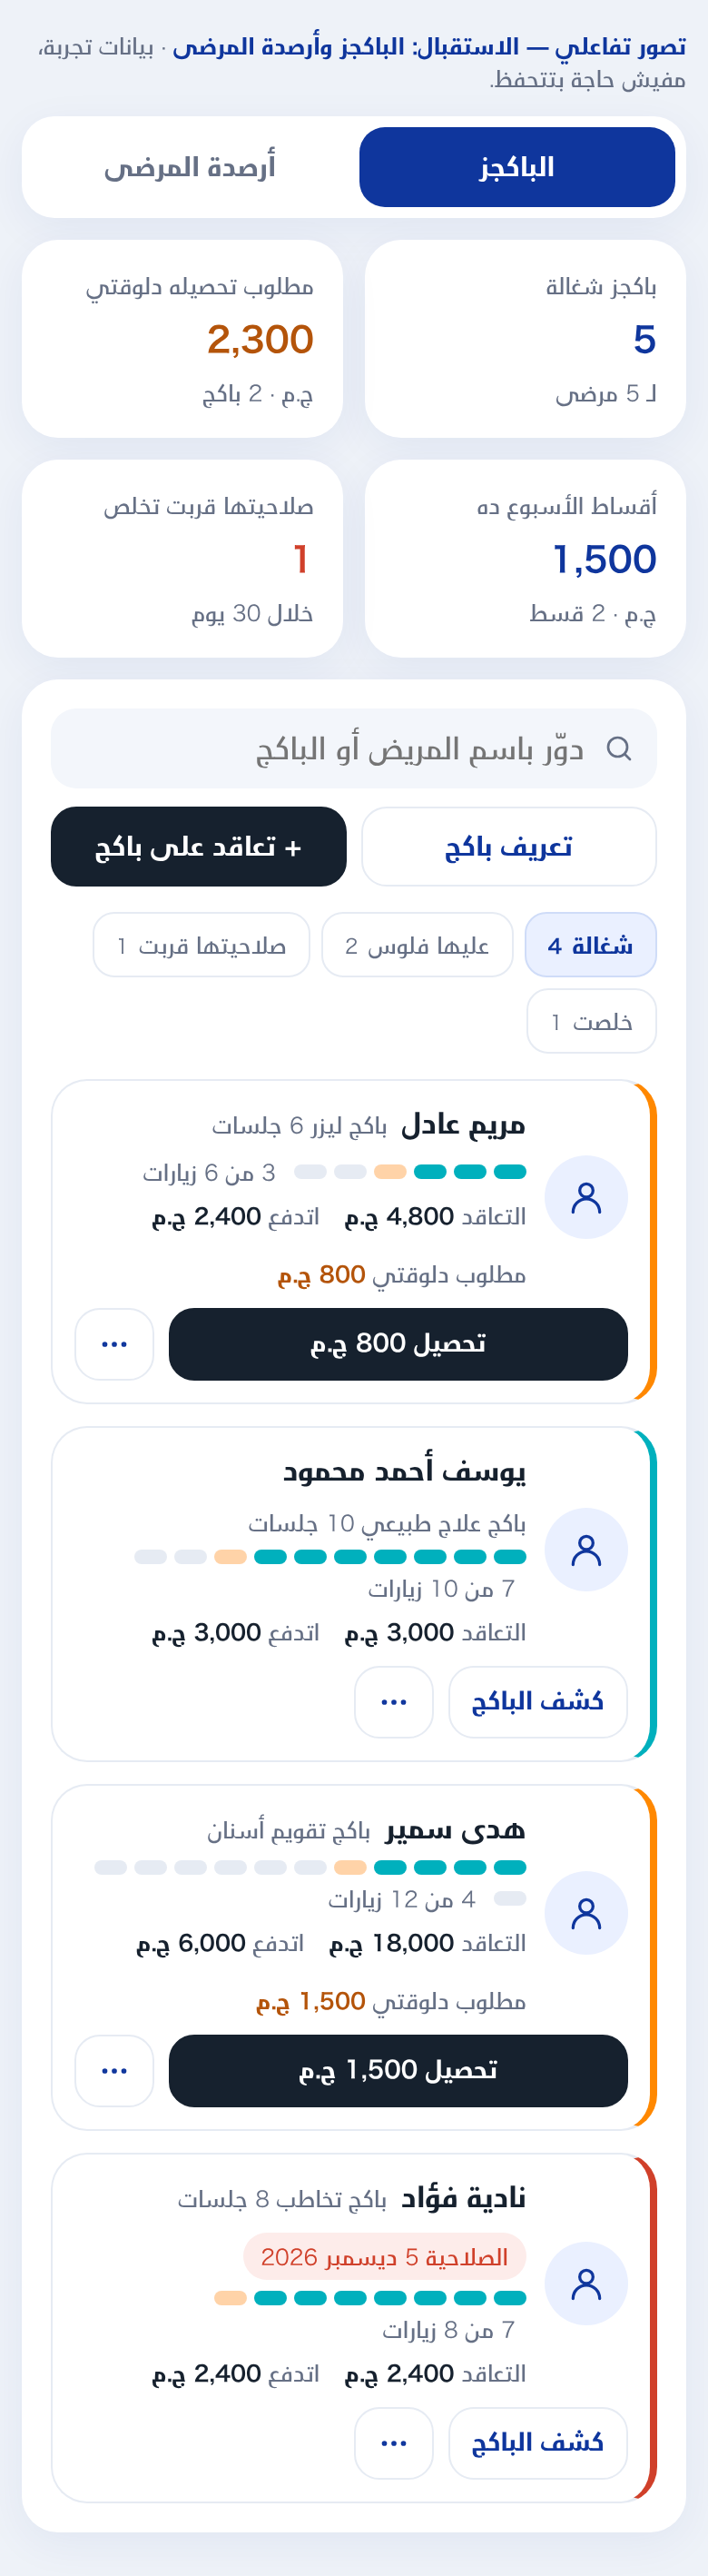 تصور تفاعلي — الاستقبال: الباكجز وأرصدة المرضى · بيانات تجربة،
مفيش حاجة بتتحفظ.
الباكجز
أرصدة المرضى
باكجز شغالة
5
لـ 5 مرضى
مطلوب تحصيله دلوقتي
2,300
ج.م · 2 باكج
أقساط الأسبوع ده
1,500
ج.م · 2 قسط
صلاحيتها قربت تخلص
1
خلال 30 يوم
دوّر باسم المريض أو الباكج
تعريف باكج
+ تعاقد على باكج
شغالة 4
عليها فلوس 2
صلاحيتها قربت 1
خلصت 1
مريم عادل باكج ليزر 6 جلسات
3 من 6 زيارات
التعاقد 4,800 ج.م اتدفع 2,400 ج.م
مطلوب دلوقتي 800 ج.م
تحصيل 800 ج.م
يوسف أحمد محمود
باكج علاج طبيعي 10 جلسات
7 من 10 زيارات
التعاقد 3,000 ج.م اتدفع 3,000 ج.م
كشف الباكج
هدى سمير باكج تقويم أسنان
4 من 12 زيارات
التعاقد 18,000 ج.م اتدفع 6,000 ج.م
مطلوب دلوقتي 1,500 ج.م
تحصيل 1,500 ج.م
نادية فؤاد باكج تخاطب 8 جلسات
الصلاحية 5 ديسمبر 2026
7 من 8 زيارات
التعاقد 2,400 ج.م اتدفع 2,400 ج.م
كشف الباكج